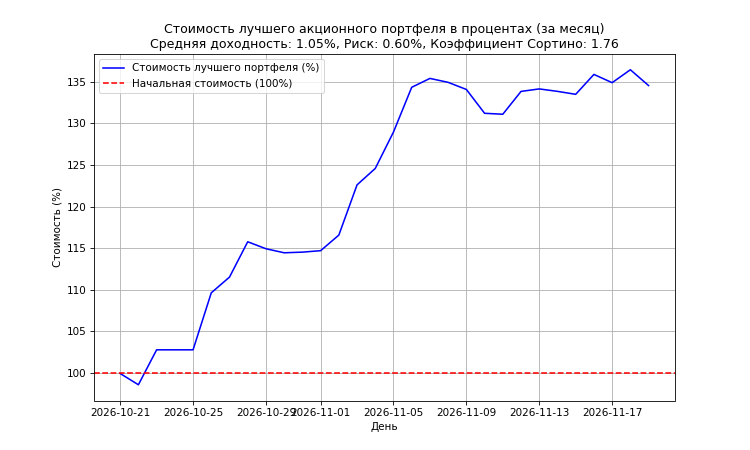 Стоимость лучшего акционного портфеля в процентах (за месяц)
Средняя доходность: 1.05%, Риск: 0.60%, Коэффициент Сортино: 1.76
Стоимость лучшего портфеля (%)
Начальная стоимость (100%)
Стоимость (%)
135
130
125
120
115
110
105
100
2026-10-21
2026-10-25
2026-10-29
2026-11-01
2026-11-05
2026-11-09
2026-11-13
2026-11-17
День